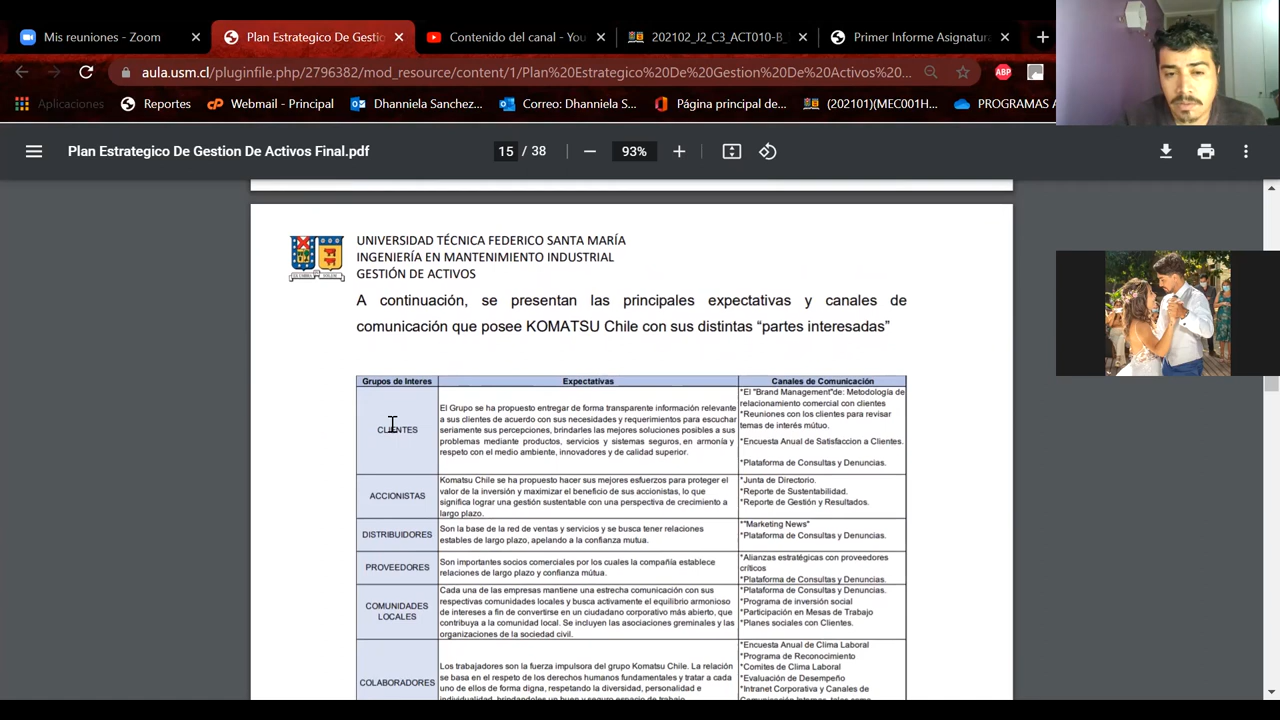 Mis reuniones - Zoom
Plan Estrategico De Gestio
Contenido del canal - You
202102_J2_C3_ACT010-B_
Primer Informe Asignatura
aula.usm.cl/pluginfile.php/2796382/mod_resource/content/1/Plan%20Estrategico%20De%20Gestion%20De%20Activos%20...
ABP
Aplicaciones
Reportes
Webmail - Principal
Dhanniela Sanchez...
Correo: Dhanniela S...
Página principal de...
(202101)(MEC001H...
PROGRAMAS A
Plan Estrategico De Gestion De Activos Final.pdf
15 / 38
93%
UNIVERSIDAD TÉCNICA FEDERICO SANTA MARÍA
INGENIERÍA EN MANTENIMIENTO INDUSTRIAL
GESTIÓN DE ACTIVOS
A continuación, se presentan las principales expectativas y canales de
comunicación que posee KOMATSU Chile con sus distintas “partes interesadas”
Grupos de Interes
Expectativas
Canales de Comunicación
CLIENTES
El Grupo se ha propuesto entregar de forma transparente información relevante
a sus clientes de acuerdo con sus necesidades y requerimientos para escuchar
seriamente sus percepciones, brindarles las mejores soluciones posibles a sus
problemas mediante productos, servicios y sistemas seguros, en armonía y
respeto con el medio ambiente, innovadores y de calidad superior.
*El "Brand Management"de: Metodología de
relacionamiento comercial con clientes
*Reuniones con los clientes para revisar
temas de interés mútuo.
*Encuesta Anual de Satisfaccion a Clientes.
*Plataforma de Consultas y Denuncias.
ACCIONISTAS
Komatsu Chile se ha propuesto hacer sus mejores esfuerzos para proteger el
valor de la inversión y maximizar el beneficio de sus accionistas, lo que
significa lograr una gestión sustentable con una perspectiva de crecimiento a
largo plazo.
*Junta de Directorio.
*Reporte de Sustentabilidad.
*Reporte de Gestión y Resultados.
DISTRIBUIDORES
Son la base de la red de ventas y servicios y se busca tener relaciones
estables de largo plazo, apelando a la confianza mutua.
*"Marketing News"
*Plataforma de Consultas y Denuncias.
PROVEEDORES
Son importantes socios comerciales por los cuales la compañía establece
relaciones de largo plazo y confianza mútua.
*Alianzas estratégicas con proveedores
críticos
*Plataforma de Consultas y Denuncias.
COMUNIDADES
LOCALES
Cada una de las empresas mantiene una estrecha comunicación con sus
respectivas comunidades locales y busca activamente el equilibrio armonioso
de intereses a fin de convertirse en un ciudadano corporativo más abierto, que
contribuya a la comunidad local. Se incluyen las asociaciones greminales y las
organizaciones de la sociedad civil.
*Plataforma de Consultas y Denuncias.
*Programa de inversión social
*Participación en Mesas de Trabajo
*Planes sociales con Clientes.
COLABORADORES
Los trabajadores son la fuerza impulsora del grupo Komatsu Chile. La relación
se basa en el respeto de los derechos humanos fundamentales y tratar a cada
uno de ellos de forma digna, respetando la diversidad, personalidad e
individualidad, brindandoles un buen y seguro espacio de trabajo.
*Encuesta Anual de Clima Laboral
*Programa de Reconocimiento
*Comites de Clima Laboral
*Evaluación de Desempeño
*Intranet Corporativa y Canales de
Comunicación Internos, tales como